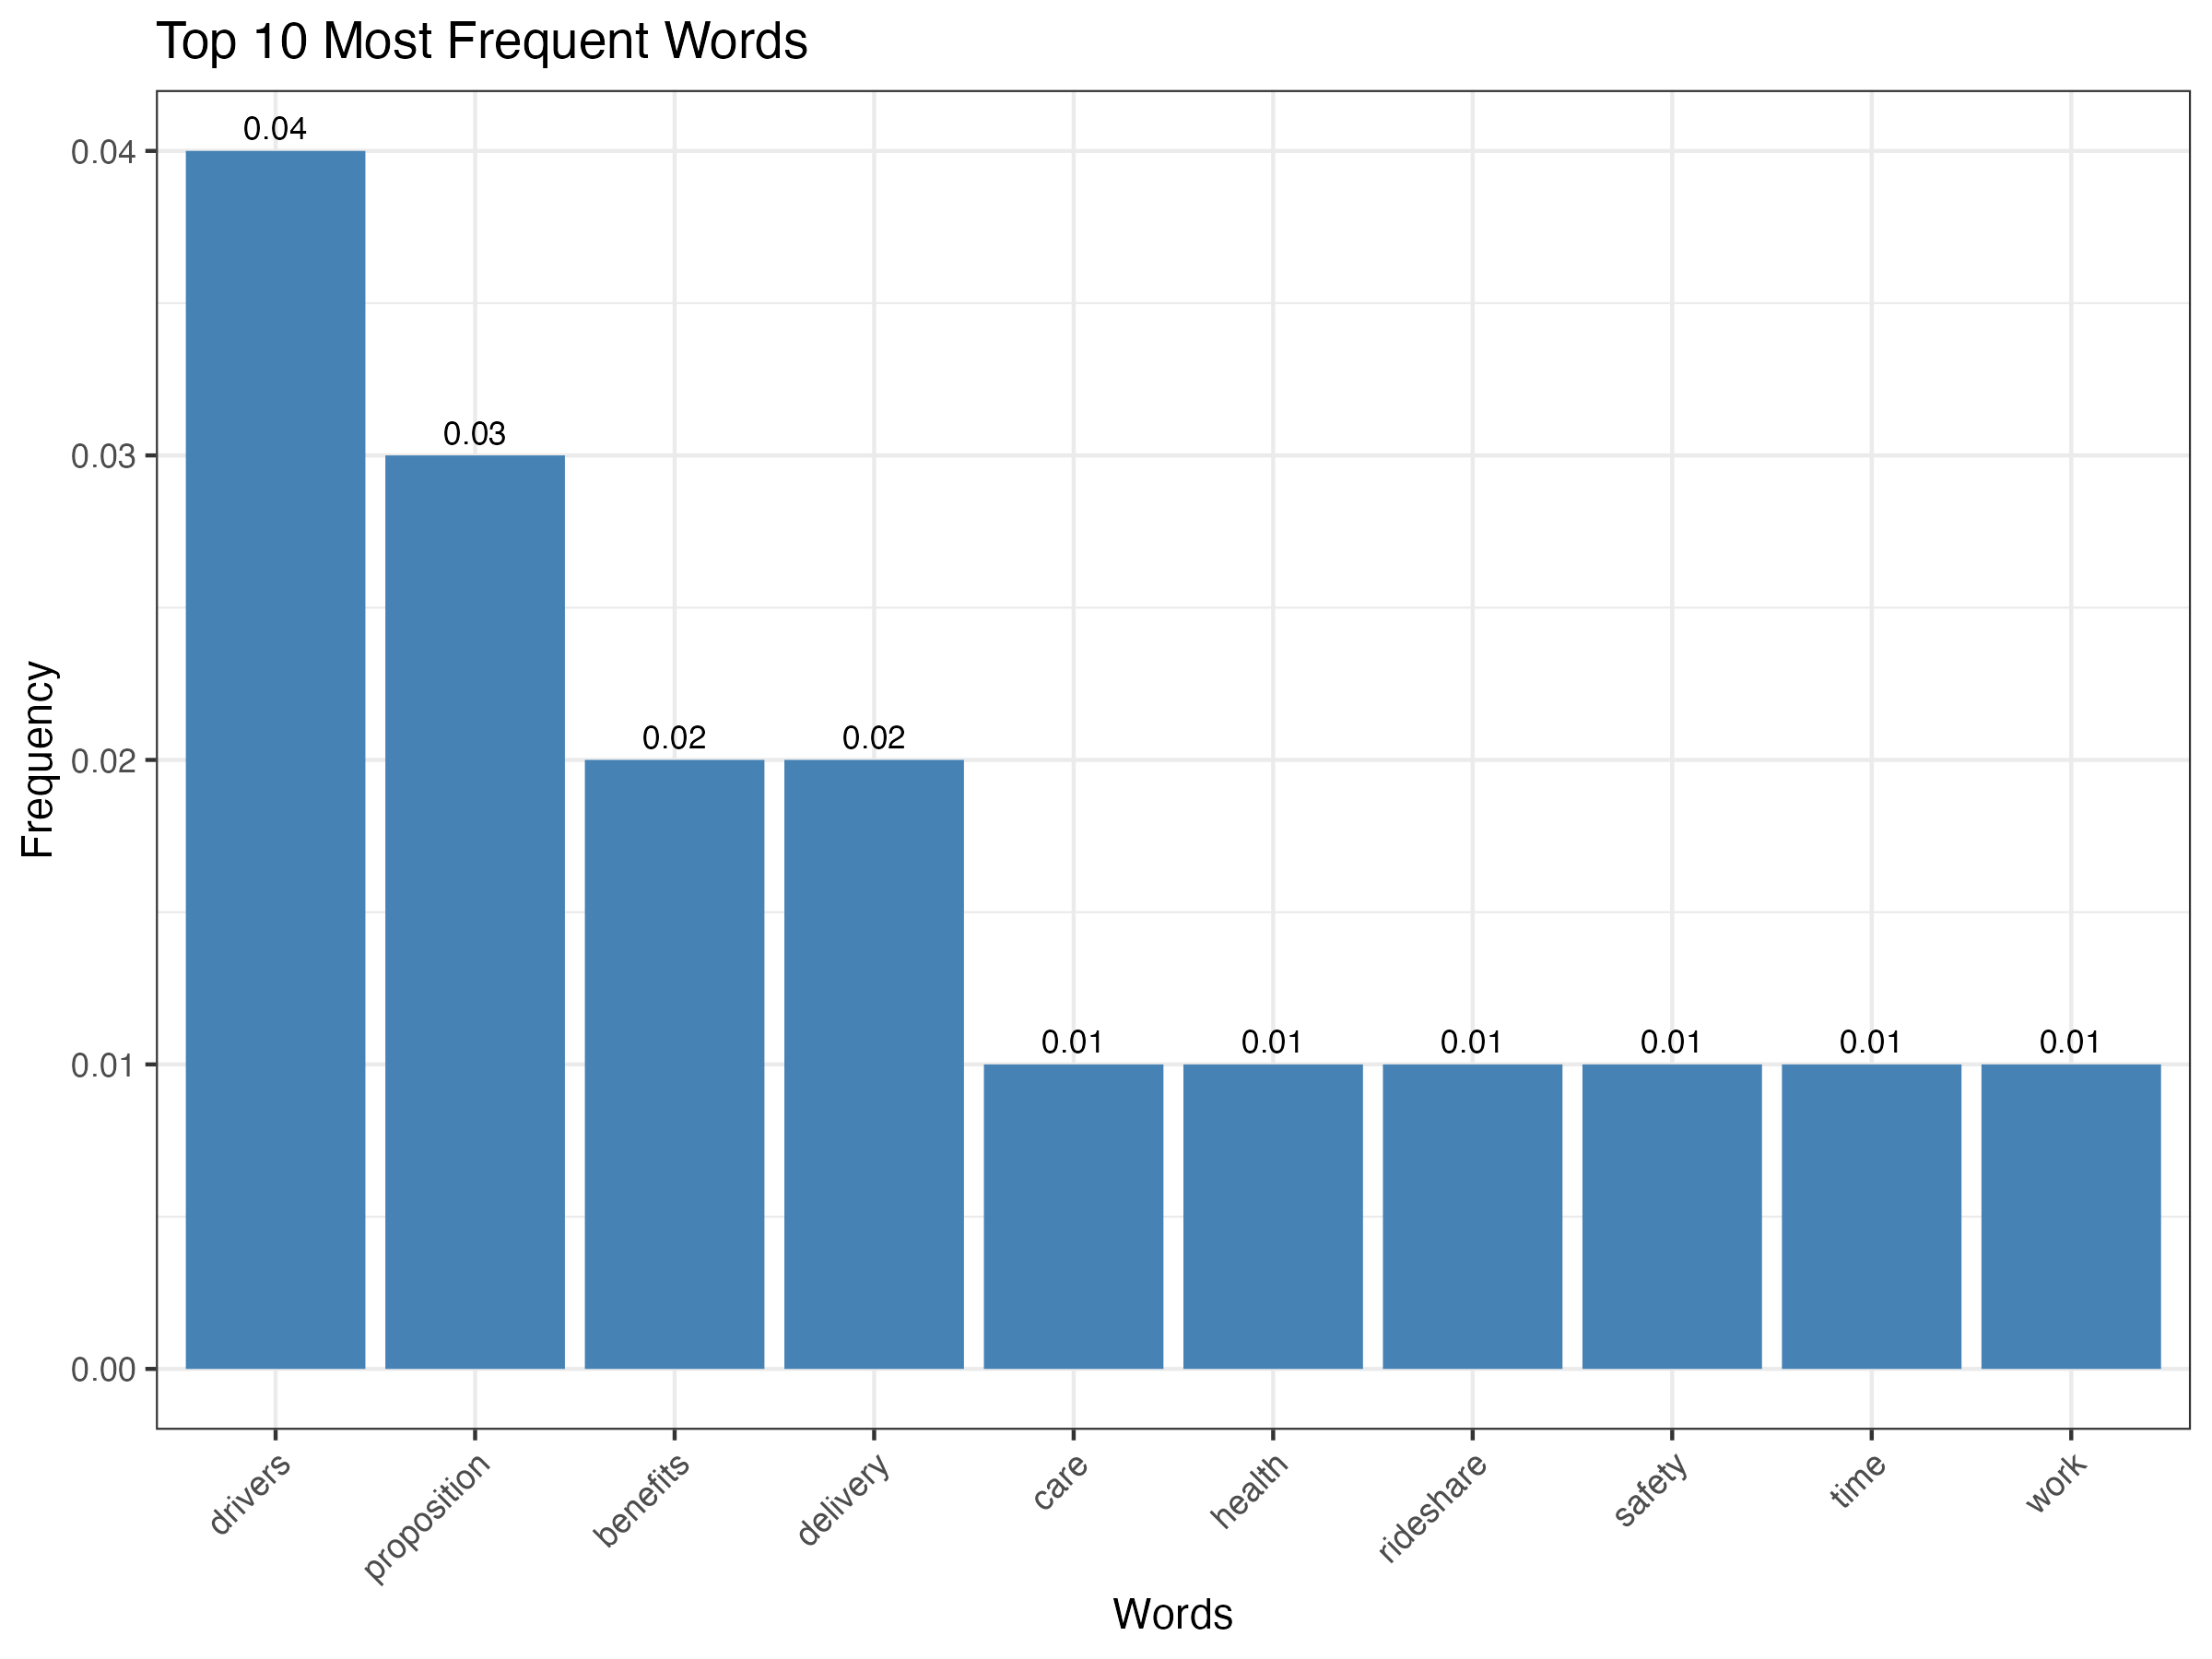 Top 10 Most Frequent Words
Frequency
0.04
0.03
0.02
0.01
0.00
0.04
0.03
0.02
0.02
0.01
0.01
0.01
0.01
0.01
0.01
drivers
proposition
benefits
delivery
care
health
rideshare
safety
time
work
Words